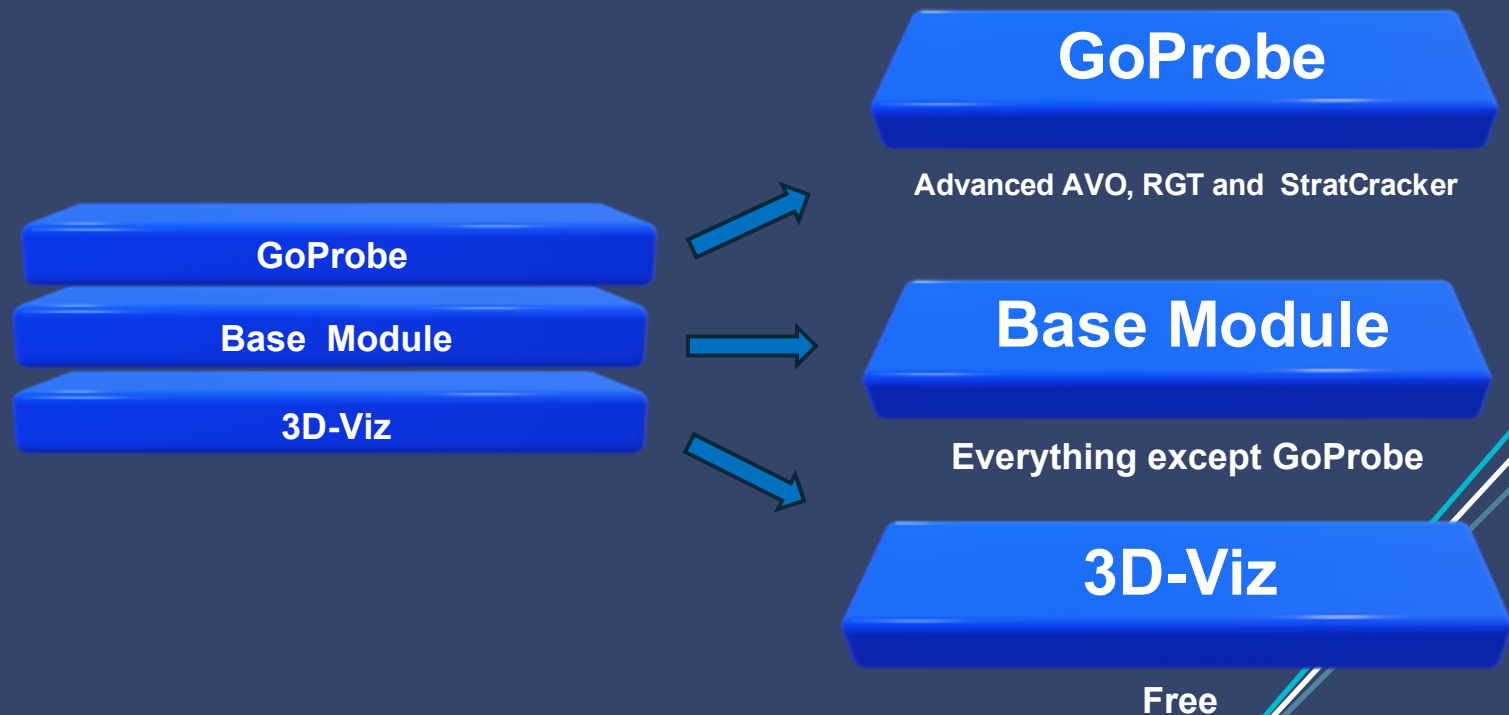 GoProbe
Base Module
3D-Viz
GoProbe
Advanced AVO, RGT and StratCracker
Base Module
Everything except GoProbe
3D-Viz
Free